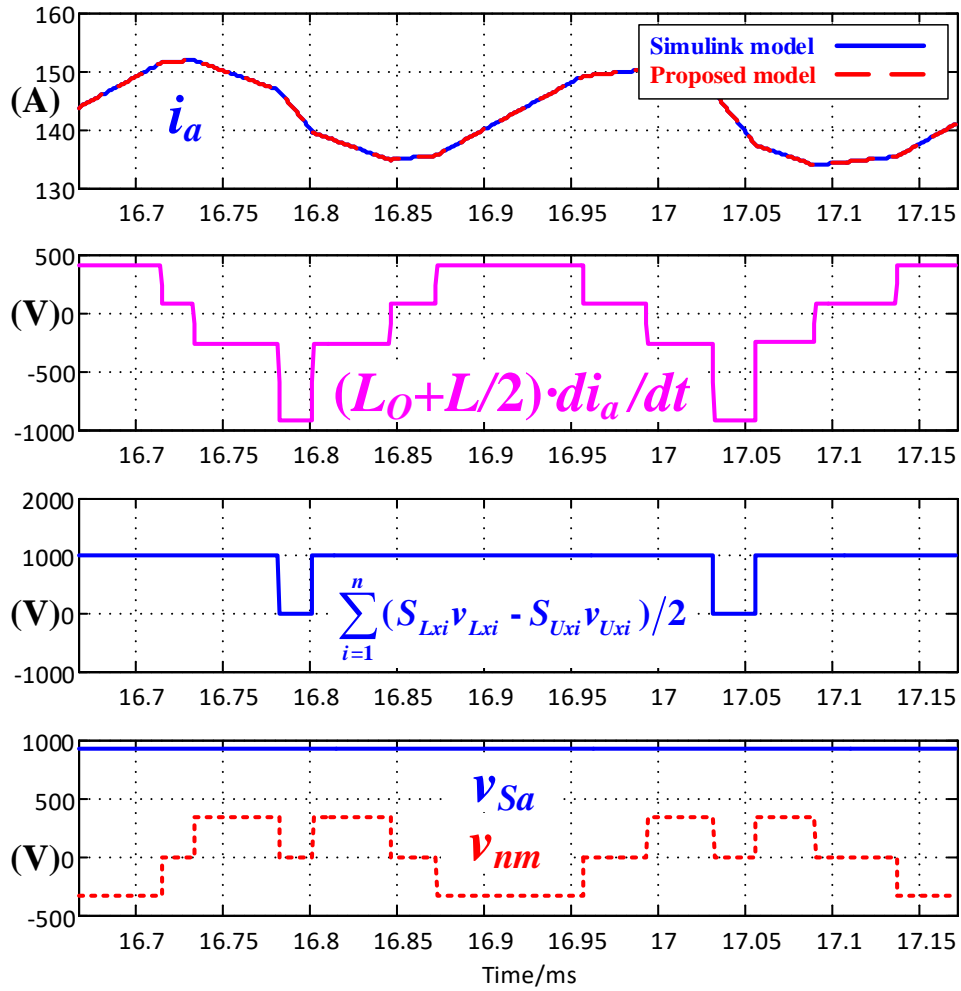 160
150
140
130
(A)
i_a
Simulink model
Proposed model
16.7 16.75 16.8 16.85 16.9 16.95 17 17.05 17.1 17.15
500
0
-500
-1000
(V)
(L_O+L/2)·di_a/dt
16.7 16.75 16.8 16.85 16.9 16.95 17 17.05 17.1 17.15
2000
1000
0
-1000
(V)
\sum_{i=1}^{n}(S_{Lxi}v_{Lxi} - S_{Uxi}v_{Uxi})/2
16.7 16.75 16.8 16.85 16.9 16.95 17 17.05 17.1 17.15
1000
500
0
-500
(V)
v_{Sa}
v_{nm}
16.7 16.75 16.8 16.85 16.9 16.95 17 17.05 17.1 17.15
Time/ms